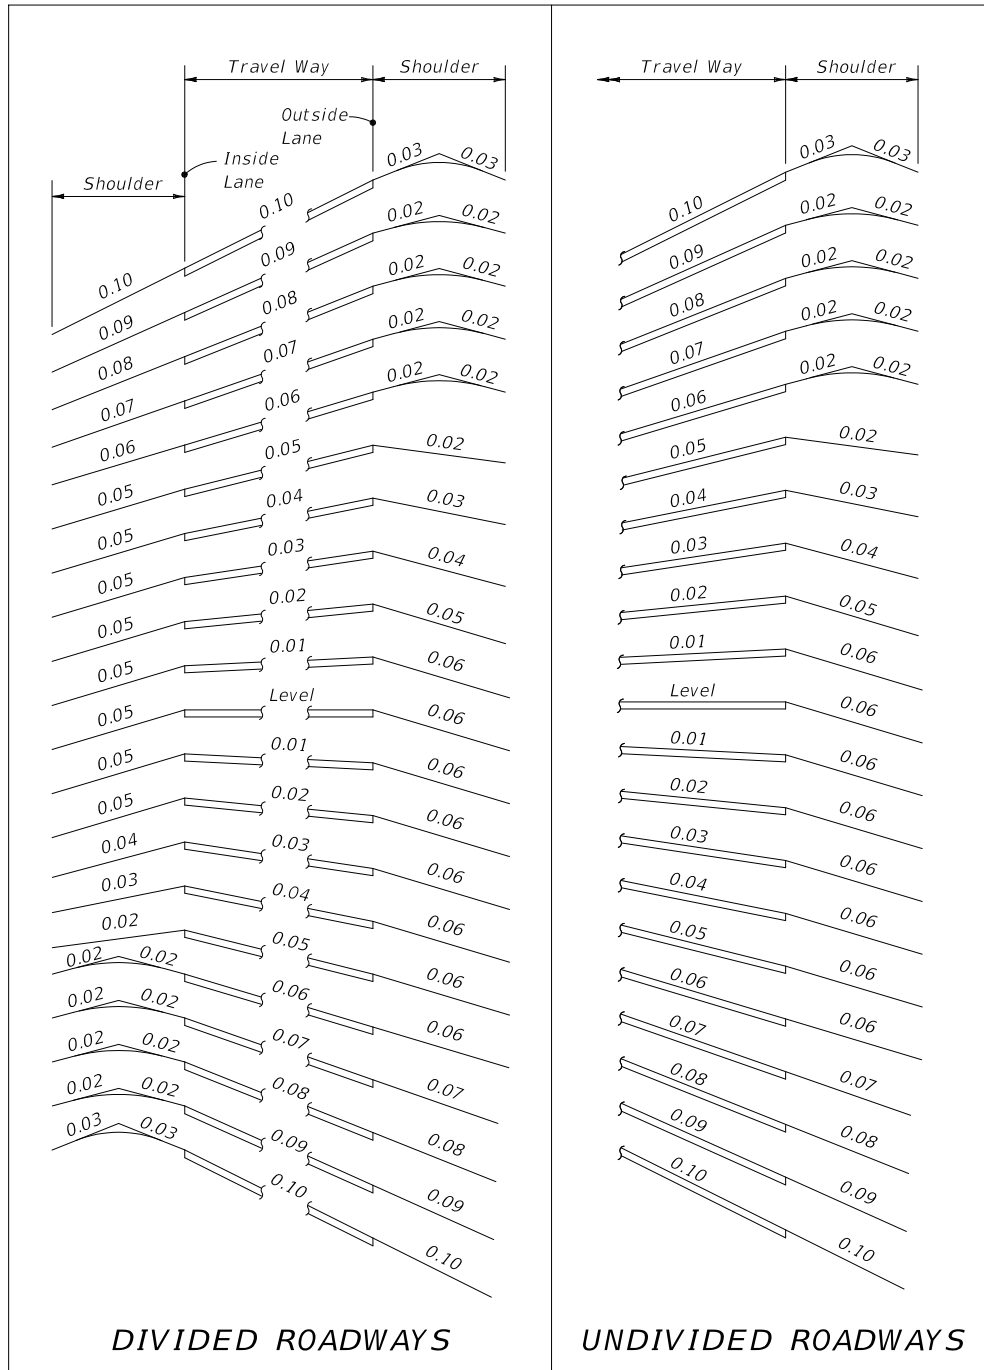 Travel Way
Shoulder
Outside
Lane
Inside
Lane
Shoulder
0.10 0.10 0.03 0.03
0.09 0.09 0.02 0.02
0.08 0.08 0.02 0.02
0.07 0.07 0.02 0.02
0.06 0.06 0.02 0.02
0.05 0.05 0.02
0.05 0.04 0.03
0.05 0.03 0.04
0.05 0.02 0.05
0.05 0.01 0.06
0.05 Level 0.06
0.05 0.01 0.06
0.05 0.02 0.06
0.04 0.03 0.06
0.03 0.04 0.06
0.02 0.05 0.06
0.02 0.02 0.06 0.06
0.02 0.02 0.07 0.07
0.02 0.02 0.08 0.08
0.02 0.02 0.09 0.09
0.03 0.03 0.10 0.10
DIVIDED ROADWAYS
Travel Way
Shoulder
0.10 0.03 0.03
0.09 0.02 0.02
0.08 0.02 0.02
0.07 0.02 0.02
0.06 0.02 0.02
0.05 0.02
0.04 0.03
0.03 0.04
0.02 0.05
0.01 0.06
Level 0.06
0.01 0.06
0.02 0.06
0.03 0.06
0.04 0.06
0.05 0.06
0.06 0.06
0.07 0.07
0.08 0.08
0.09 0.09
0.10 0.10
UNDIVIDED ROADWAYS